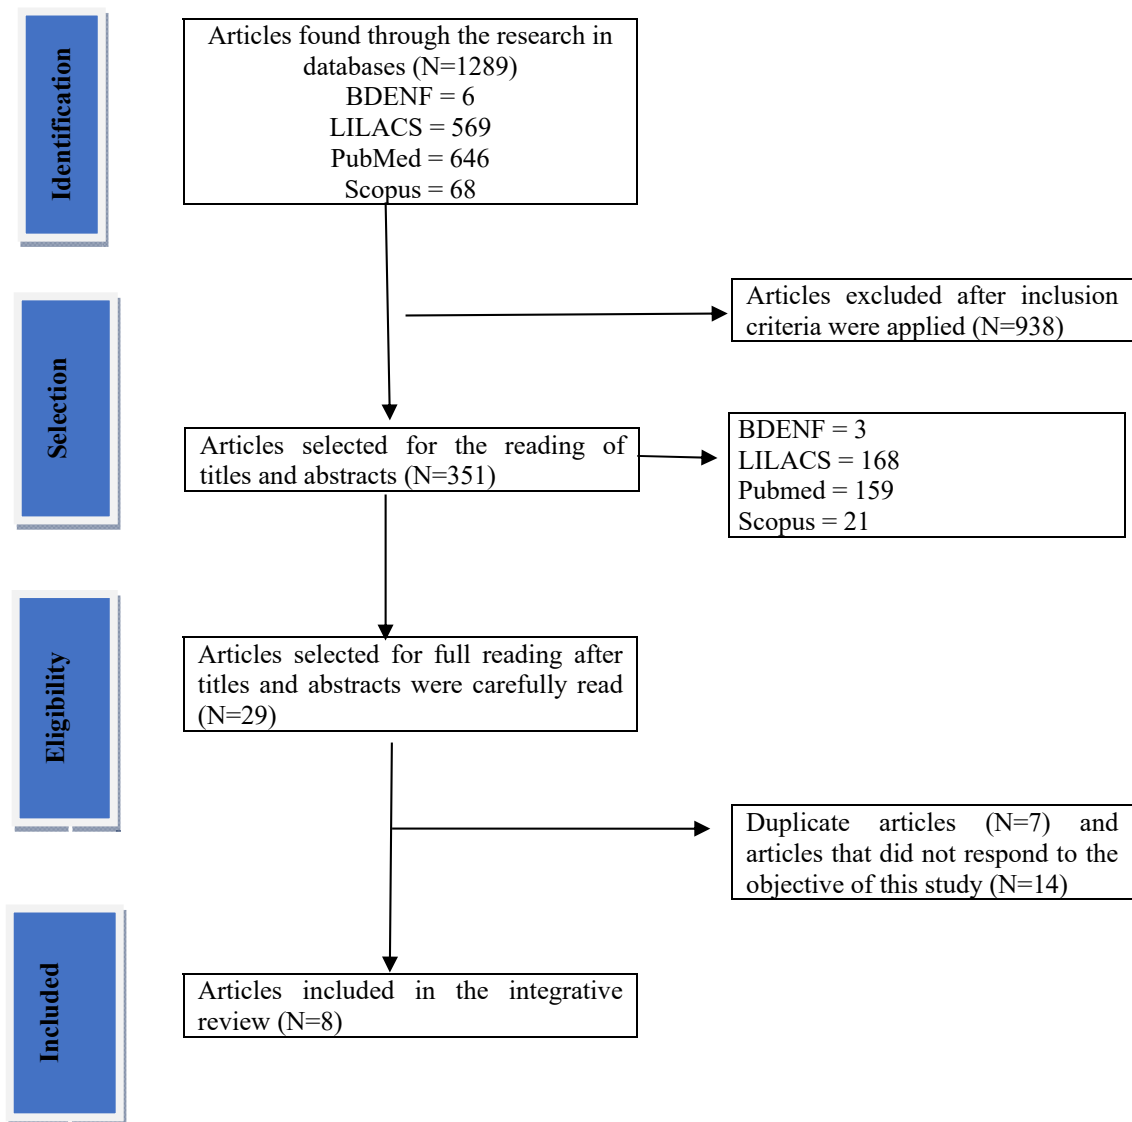 Identification
Articles found through the research in
databases (N=1289)
BDENF = 6
LILACS = 569
PubMed = 646
Scopus = 68
Articles excluded after inclusion
criteria were applied (N=938)
Selection
Articles selected for the reading of
titles and abstracts (N=351)
BDENF = 3
LILACS = 168
Pubmed = 159
Scopus = 21
Eligibility
Articles selected for full reading after
titles and abstracts were carefully read
(N=29)
Duplicate articles (N=7) and
articles that did not respond to the
objective of this study (N=14)
Included
Articles included in the integrative
review (N=8)